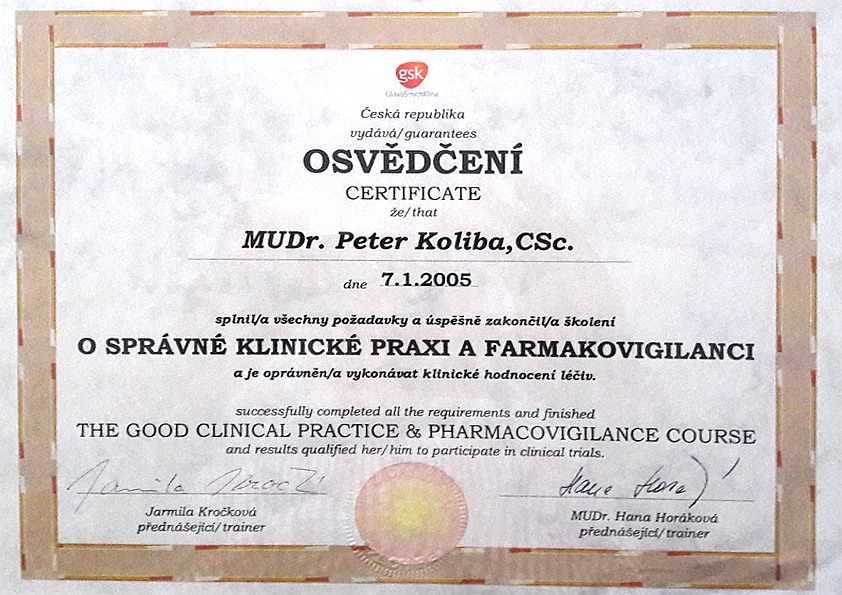 gsk
GlaxoSmithKline
Česká republika
vydává/guarantees
OSVĚDČENÍ
CERTIFICATE
že/that
MUDr. Peter Koliba,CSc.
dne 7.1.2005
splnil/a všechny požadavky a úspěšně zakončil/a školení
O SPRÁVNÉ KLINICKÉ PRAXI A FARMAKOVIGILANCI
a je oprávněn/a vykonávat klinické hodnocení léčiv.
successfully completed all the requirements and finished
THE GOOD CLINICAL PRACTICE & PHARMACOVIGILANCE COURSE
and results qualified her/him to participate in clinical trials.
Jarmila Kročková
přednášející/trainer
MUDr. Hana Horáková
přednášející/trainer